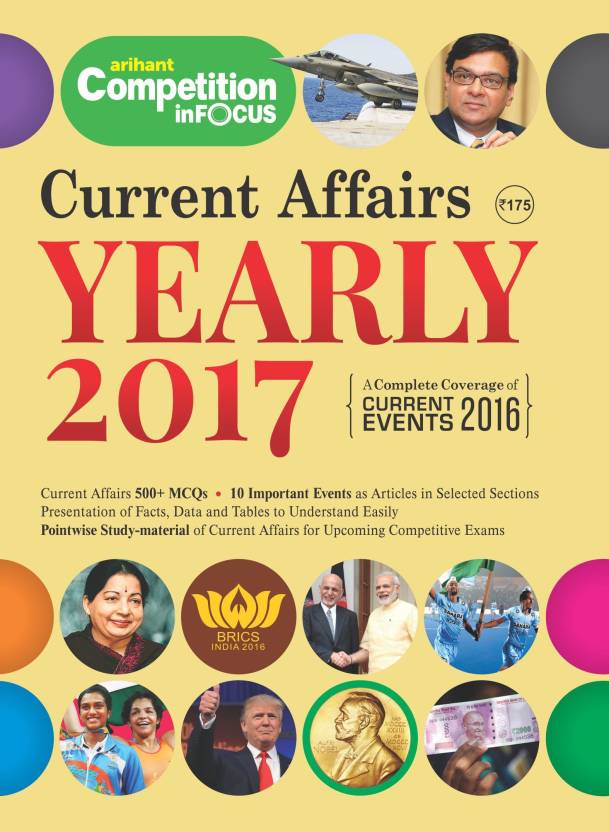 arihant
Competition
inFOCUS
Current Affairs
₹175
YEARLY
2017
A Complete Coverage of
CURRENT
EVENTS 2016
Current Affairs 500+ MCQs • 10 Important Events as Articles in Selected Sections
Presentation of Facts, Data and Tables to Understand Easily
Pointwise Study-material of Current Affairs for Upcoming Competitive Exams
BRICS
INDIA 2016